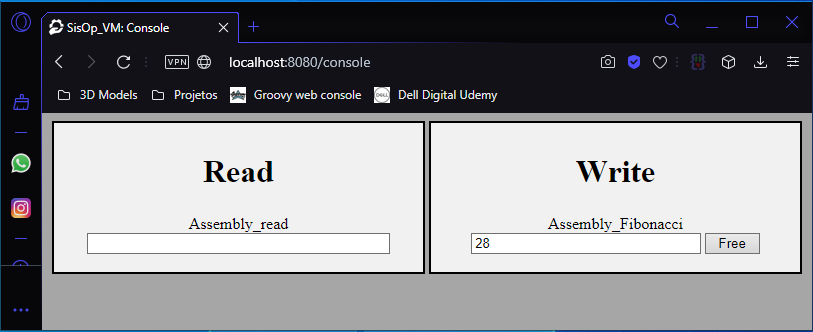 SisOp_VM: Console
VPN
localhost:8080/console
3D Models
Projetos
Groovy web console
DELL
Dell Digital Udemy
Read
Assembly_read
Write
Assembly_Fibonacci
28
Free